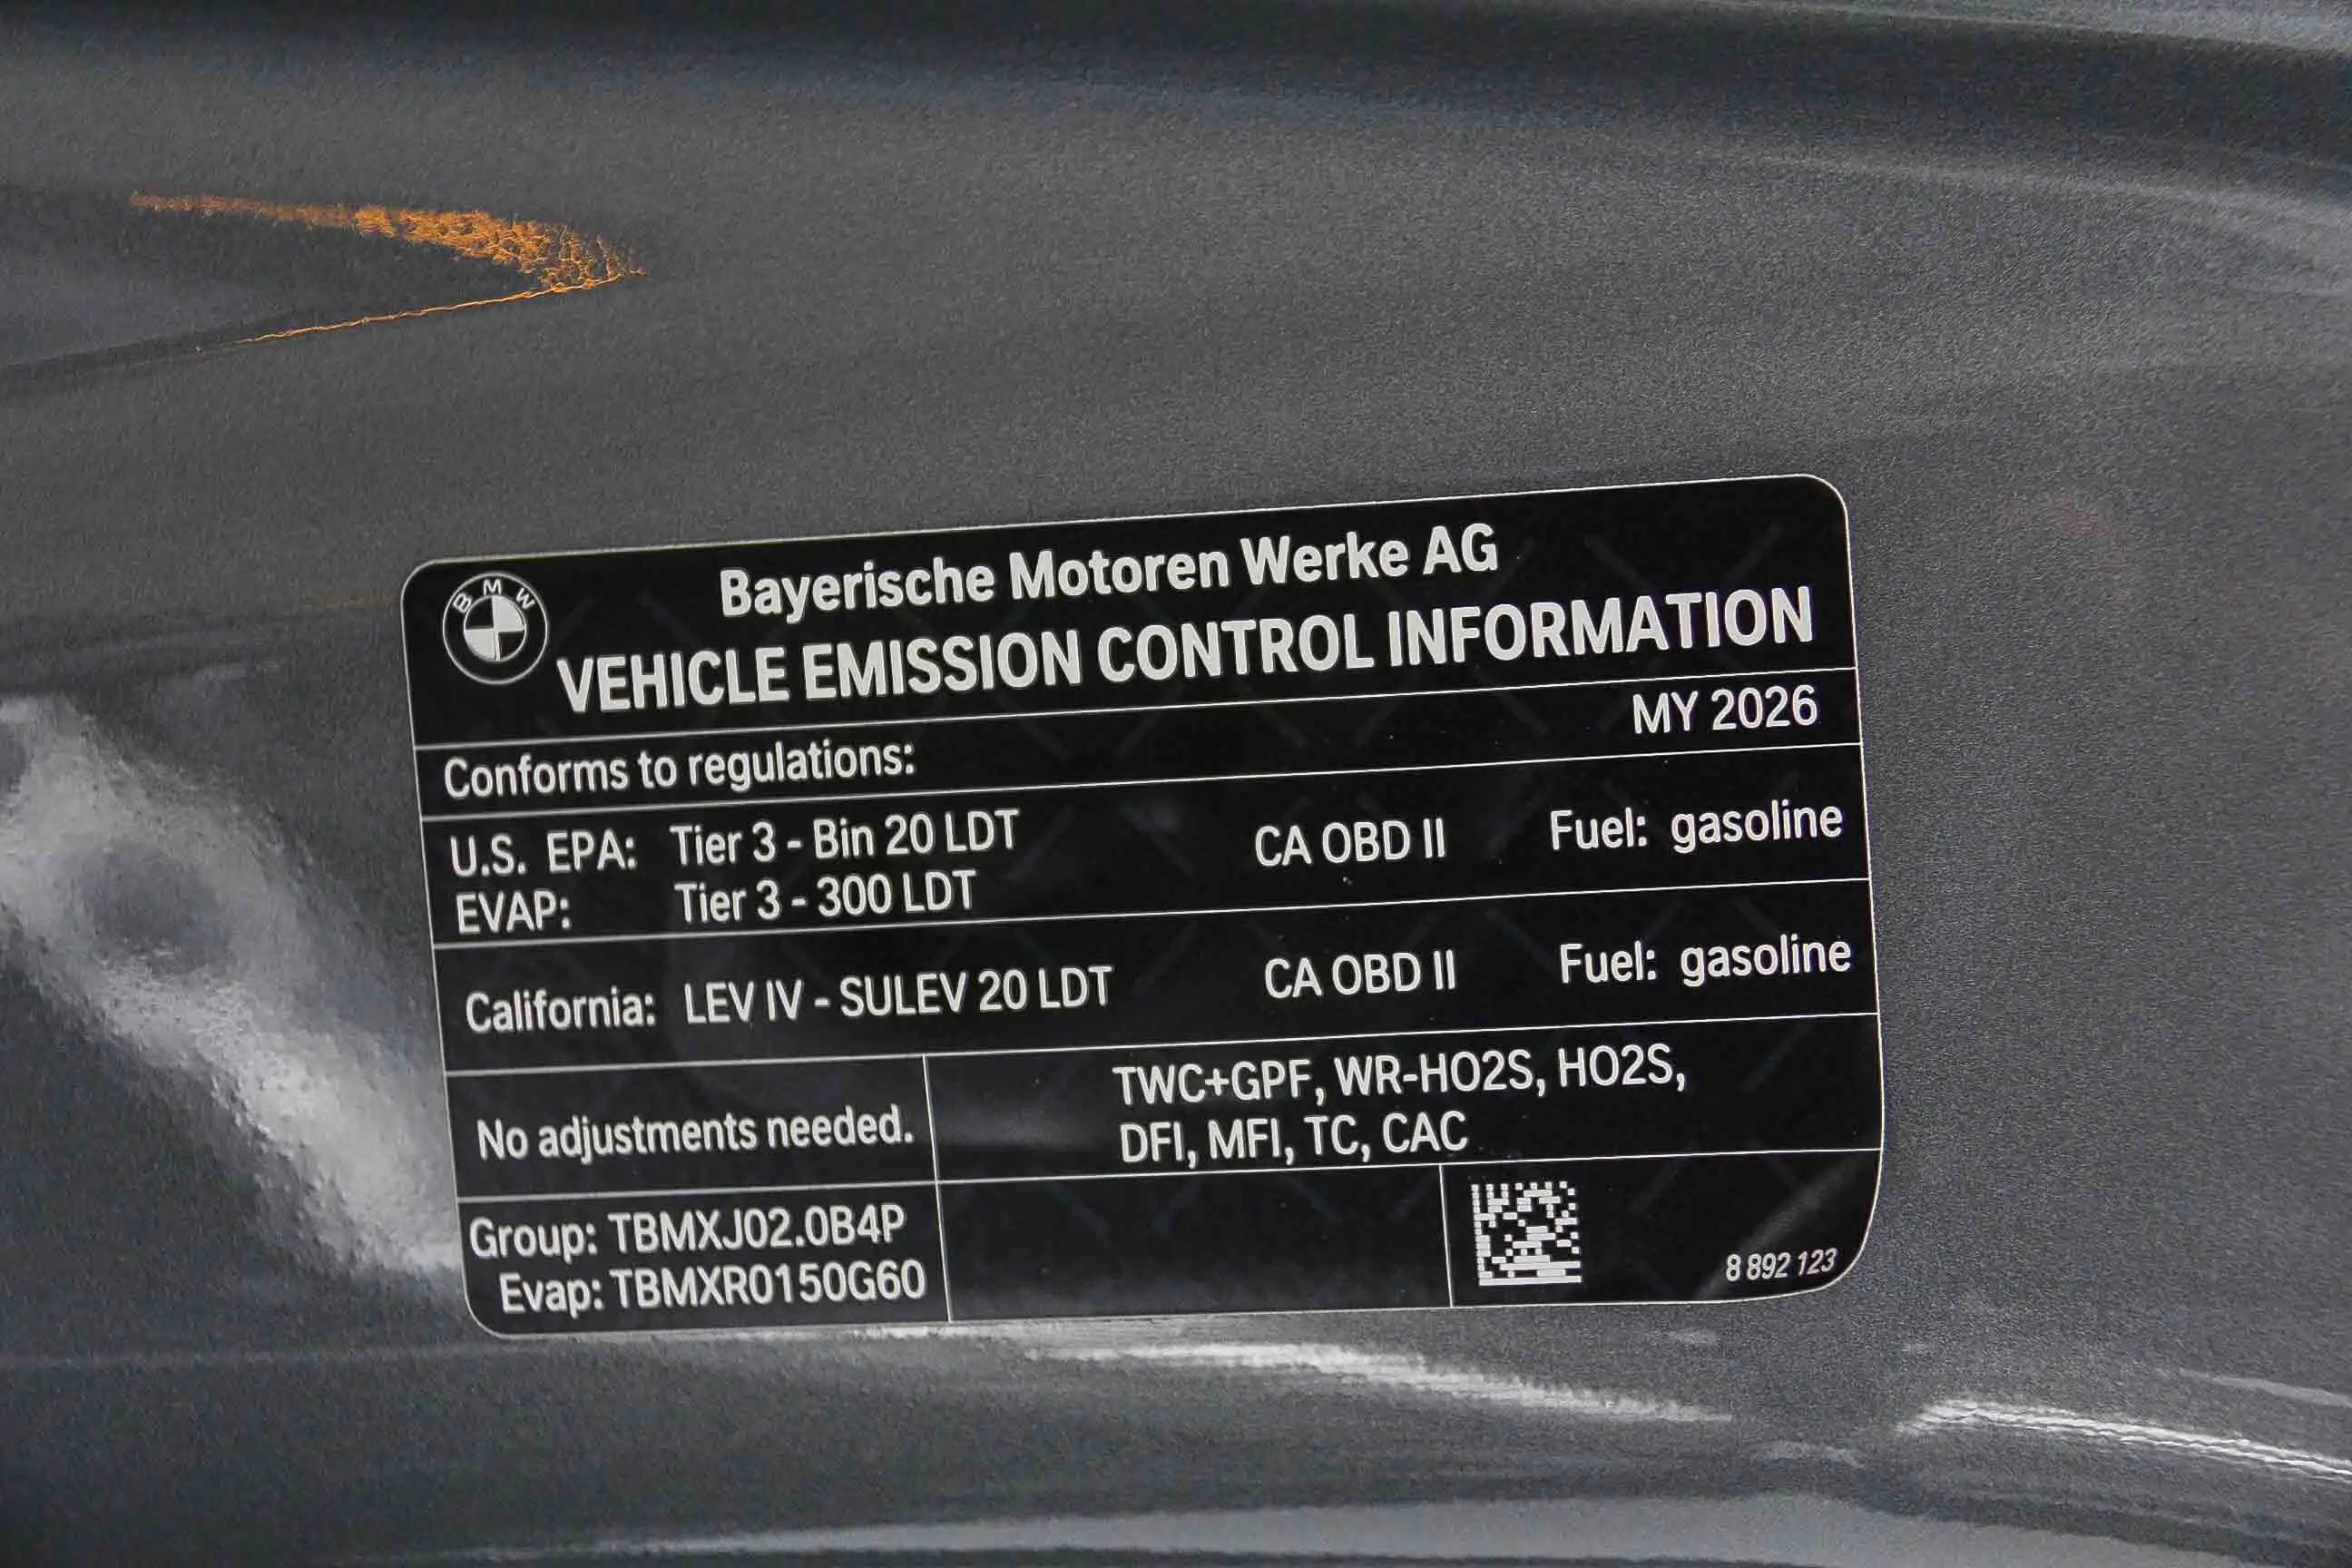 BMW
Bayerische Motoren Werke AG
VEHICLE EMISSION CONTROL INFORMATION
MY 2026
Conforms to regulations:
U.S. EPA: Tier 3 - Bin 20 LDT CA OBD II Fuel: gasoline
EVAP: Tier 3 - 300 LDT
California: LEV IV - SULEV 20 LDT CA OBD II Fuel: gasoline
No adjustments needed.
TWC+GPF, WR-HO2S, HO2S,
DFI, MFI, TC, CAC
Group: TBMXJ02.0B4P
Evap: TBMXR0150G60
8 892 123